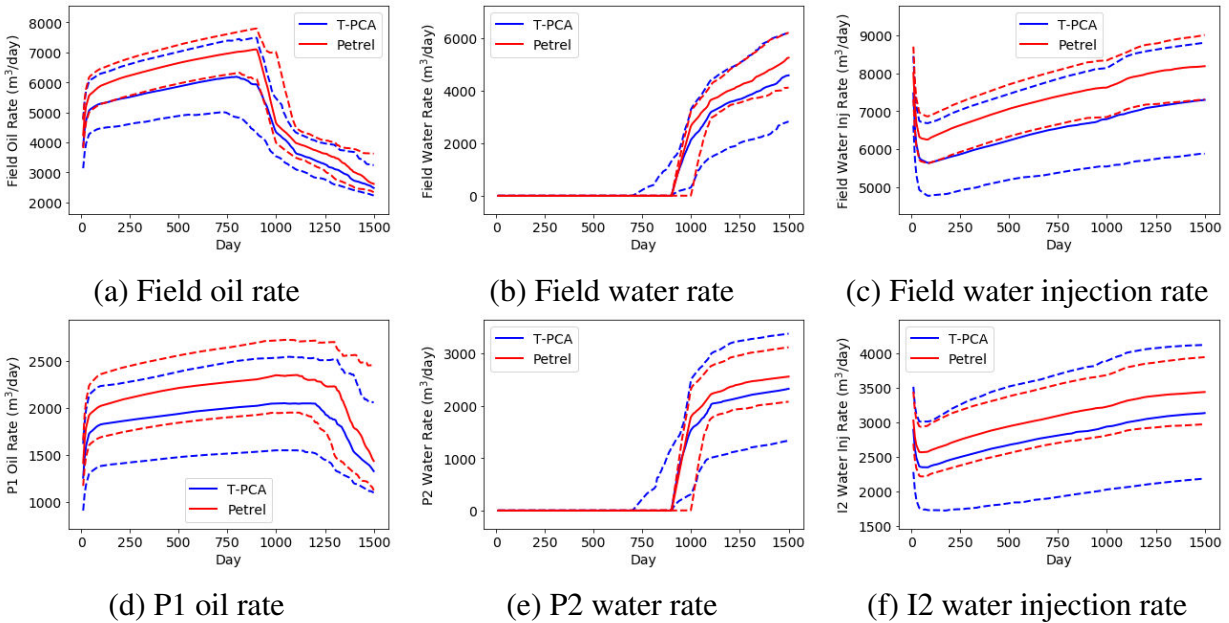 8000
7000
6000
5000
4000
3000
2000
Field Oil Rate (m³/day)
T-PCA
Petrel
0 250 500 750 1000 1250 1500
Day
(a) Field oil rate
6000
4000
2000
0
Field Water Rate (m³/day)
T-PCA
Petrel
0 250 500 750 1000 1250 1500
Day
(b) Field water rate
9000
8000
7000
6000
5000
Field Water Inj Rate (m³/day)
T-PCA
Petrel
0 250 500 750 1000 1250 1500
Day
(c) Field water injection rate
2500
2000
1500
1000
P1 Oil Rate (m³/day)
T-PCA
Petrel
0 250 500 750 1000 1250 1500
Day
(d) P1 oil rate
3000
2000
1000
0
P2 Water Rate (m³/day)
T-PCA
Petrel
0 250 500 750 1000 1250 1500
Day
(e) P2 water rate
4000
3500
3000
2500
2000
1500
I2 Water Inj Rate (m³/day)
T-PCA
Petrel
0 250 500 750 1000 1250 1500
Day
(f) I2 water injection rate